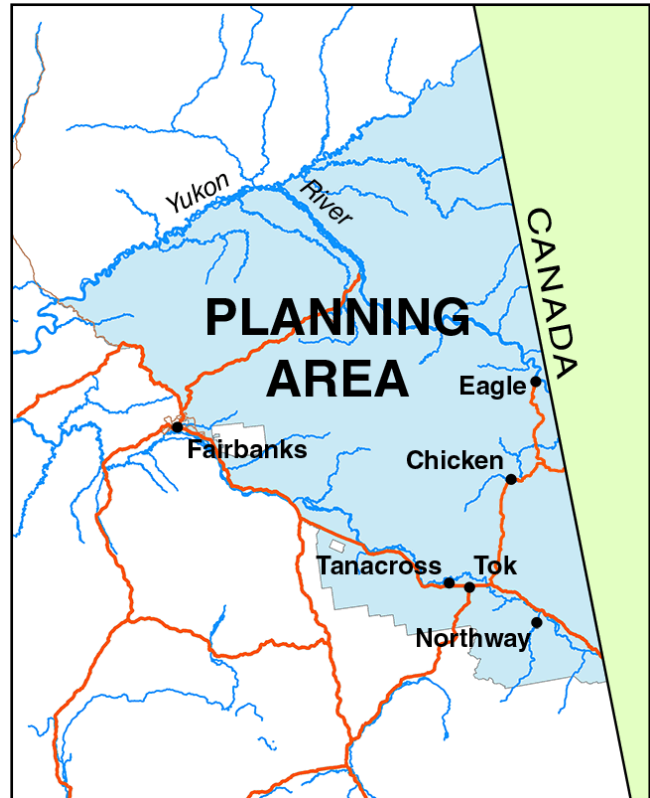 Yukon
River
CANADA
PLANNING
AREA
Eagle
Fairbanks
Chicken
Tanacross
Tok
Northway